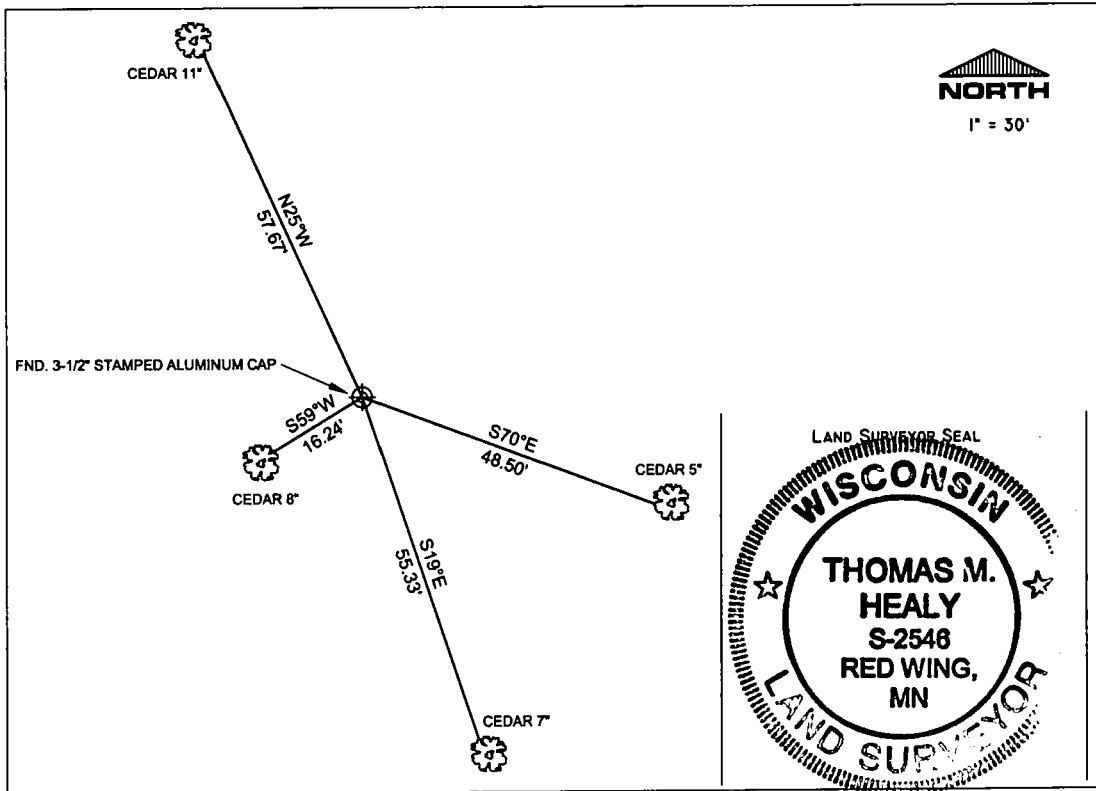 CEDAR 11"
NORTH
1" = 30'
N25°W
57.67'
FND. 3-1/2" STAMPED ALUMINUM CAP
S59°W
16.24'
CEDAR 8"
S70°E
48.50'
CEDAR 5"
S19°E
55.33'
CEDAR 7"
LAND SURVEYOR SEAL
WISCONSIN
THOMAS M.
HEALY
S-2546
RED WING,
MN
LAND SURVEYOR